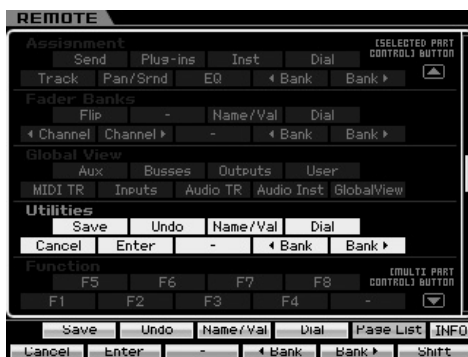 REMOTE
Assignment [SELECTED PART
Send Plug-ins Inst Dial CONTROL] BUTTON
Track Pan/Srnd EQ ◀ Bank Bank ▶
Fader Banks
Flip - Name/Val Dial
◀ Channel Channel ▶ - ◀ Bank Bank ▶
Global View
Aux Busses Outputs User
MIDI TR Inputs Audio TR Audio Inst GlobalView
Utilities
Save Undo Name/Val Dial
Cancel Enter - ◀ Bank Bank ▶
Function [MULTI PART
F5 F6 F7 F8 CONTROL] BUTTON
F1 F2 F3 F4 -
Save Undo Name/Val Dial Page List INFO
Cancel Enter - ◀ Bank Bank ▶ Shift